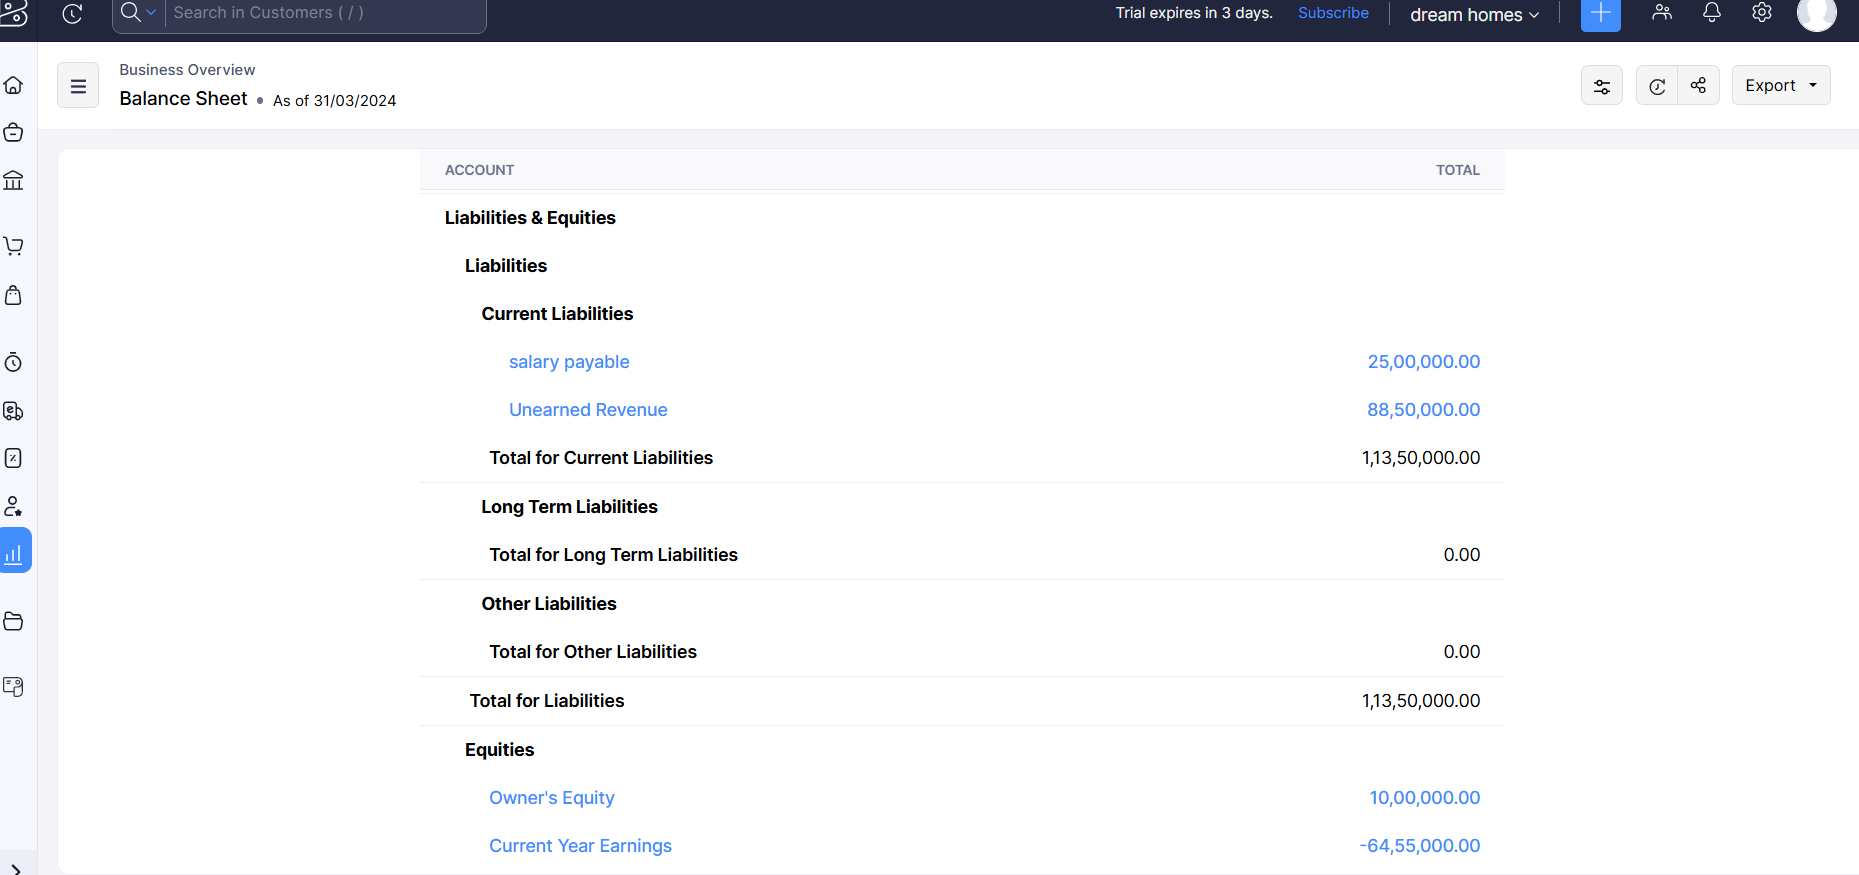 Search in Customers ( / )
Trial expires in 3 days. Subscribe dream homes
Business Overview
Balance Sheet • As of 31/03/2024
Export
ACCOUNT TOTAL
Liabilities & Equities
Liabilities
Current Liabilities
salary payable 25,00,000.00
Unearned Revenue 88,50,000.00
Total for Current Liabilities 1,13,50,000.00
Long Term Liabilities
Total for Long Term Liabilities 0.00
Other Liabilities
Total for Other Liabilities 0.00
Total for Liabilities 1,13,50,000.00
Equities
Owner's Equity 10,00,000.00
Current Year Earnings -64,55,000.00